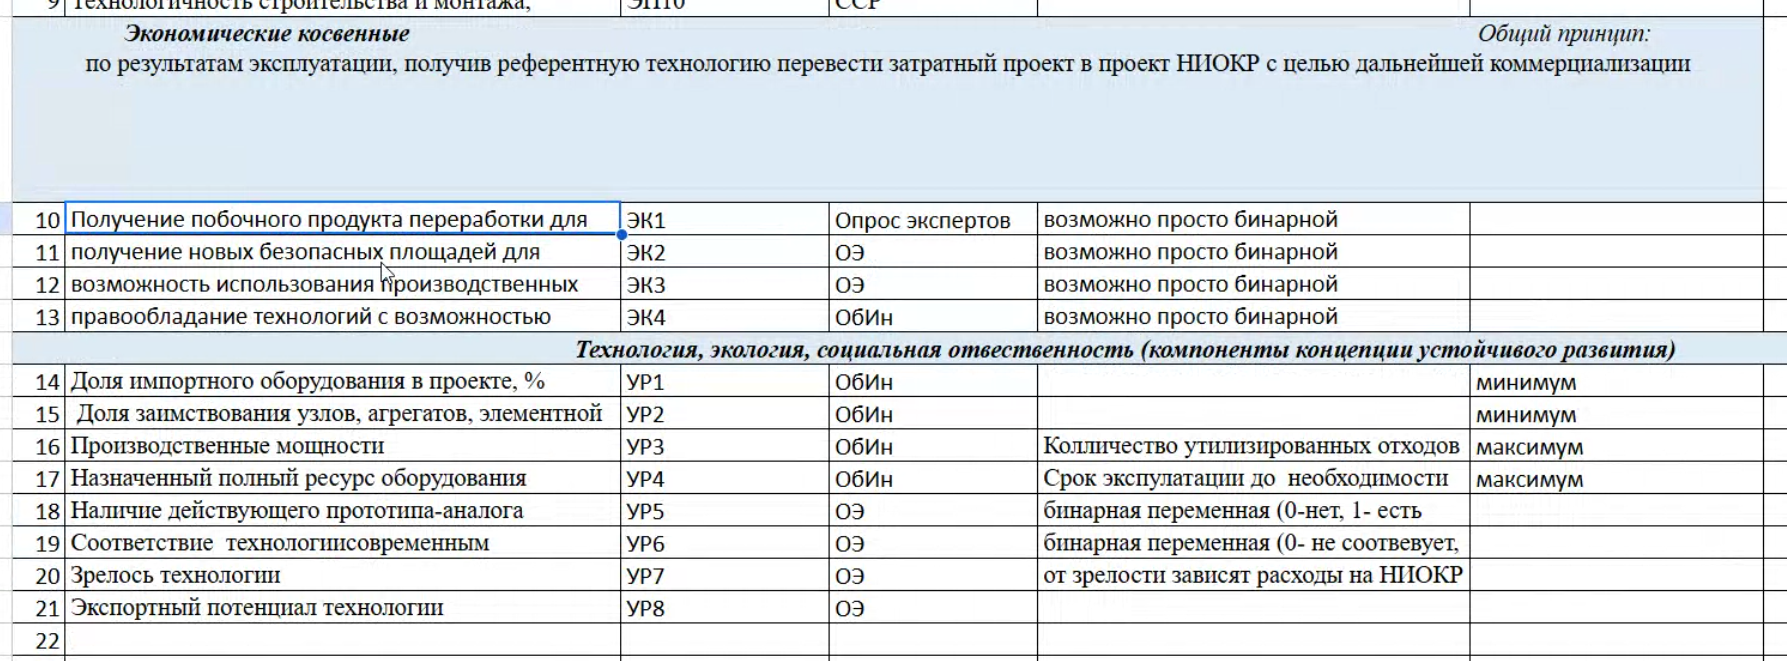 9 Технологичность строительства и монтажа, ЭП10 ССР
Экономические косвенные Общий принцип:
по результатам эксплуатации, получив референтную технологию перевести затратный проект в проект НИОКР с целью дальнейшей коммерциализации
10 Получение побочного продукта переработки для ЭК1 Опрос экспертов возможно просто бинарной
11 получение новых безопасных площадей для ЭК2 ОЭ возможно просто бинарной
12 возможность использования производственных ЭК3 ОЭ возможно просто бинарной
13 правообладание технологий с возможностью ЭК4 ОбИн возможно просто бинарной
Технология, экология, социальная отвественность (компоненты концепции устойчивого развития)
14 Доля импортного оборудования в проекте, % УР1 ОбИн минимум
15 Доля заимствования узлов, агрегатов, элементной УР2 ОбИн минимум
16 Производственные мощности УР3 ОбИн Колличество утилизированных отходов максимум
17 Назначенный полный ресурс оборудования УР4 ОбИн Срок экспулатации до необходимости максимум
18 Наличие действующего прототипа-аналога УР5 ОЭ бинарная переменная (0-нет, 1- есть
19 Соответствие технологиисовременным УР6 ОЭ бинарная переменная (0- не соотвевует,
20 Зрелось технологии УР7 ОЭ от зрелости зависят расходы на НИОКР
21 Экспортный потенциал технологии УР8 ОЭ
22